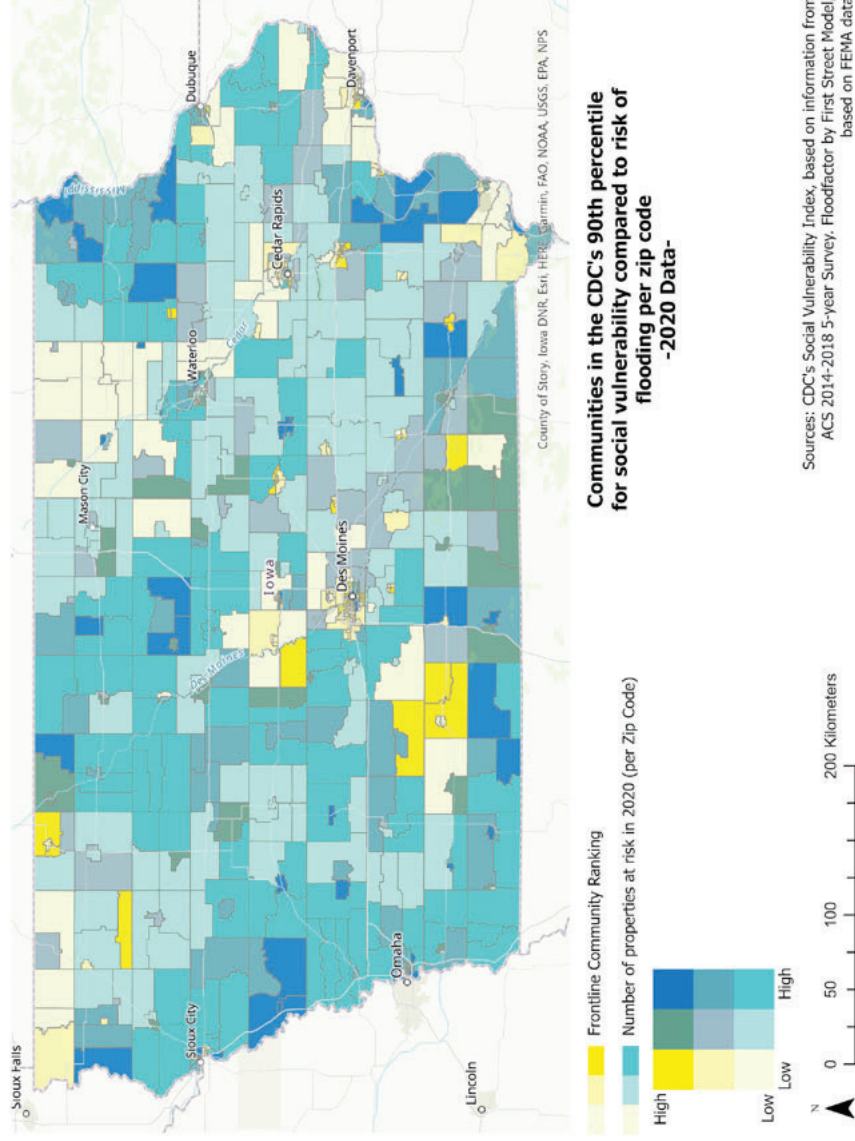 Sioux Falls
Mason City
Mississippi
Dubuque
Waterloo
Sioux City
Des Moines
Cedar
Cedar Rapids
Iowa
Des Moines
Davenport
Omaha
Lincoln
County of Story, Iowa DNR, Esri, HERE, Garmin, FAO, NOAA, USGS, EPA, NPS
Frontline Community Ranking
Number of properties at risk in 2020 (per Zip Code)
High
Low
Low
High
N
0
50
100
200 Kilometers
Communities in the CDC's 90th percentile
for social vulnerability compared to risk of
flooding per zip code
-2020 Data-
Sources: CDC's Social Vulnerability Index, based on information from
ACS 2014-2018 5-year Survey. Floodfactor by First Street Model,
based on FEMA data